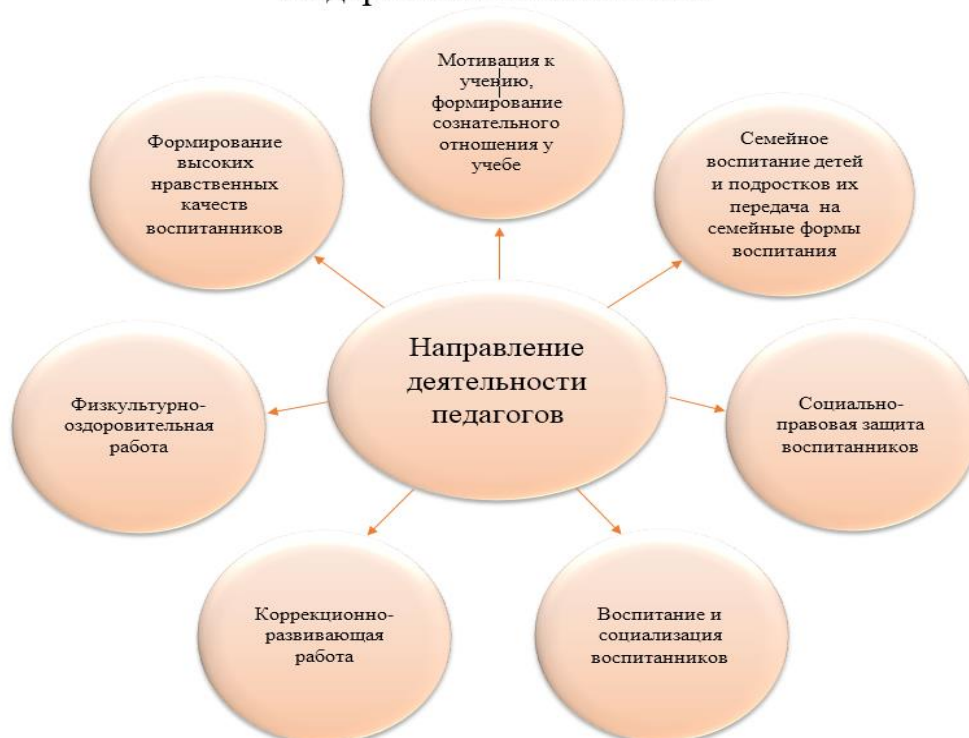 Мотивация к
учению,
формирование
сознательного
отношения у
учебе
Формирование
высоких
нравственных
качеств
воспитанников
Семейное
воспитание детей
и подростков их
передача на
семейные формы
воспитания
Направление
деятельности
педагогов
Физкультурно-
оздоровительная
работа
Социально-
правовая защита
воспитанников
Коррекционно-
развивающая
работа
Воспитание и
социализация
воспитанников